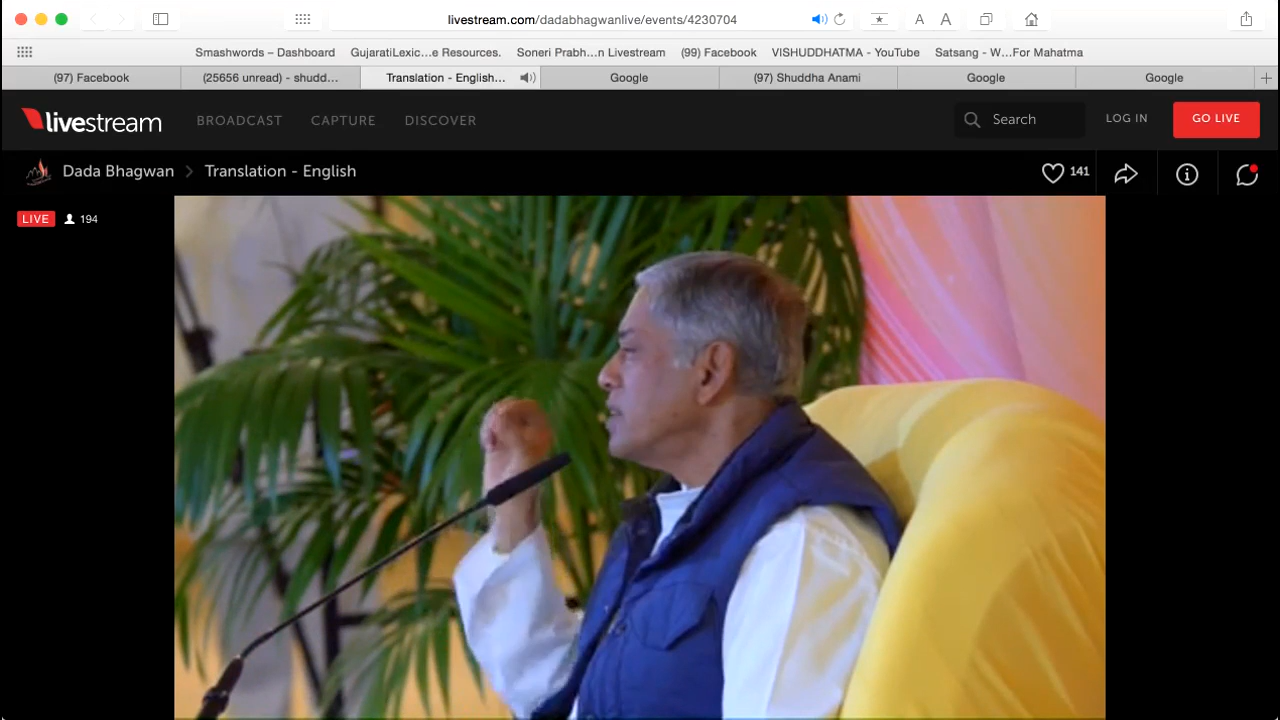 livestream.com/dadabhagwanlive/events/4230704
A A
Smashwords – Dashboard GujaratiLexic...e Resources. Soneri Prabh...n Livestream (99) Facebook VISHUDDHATMA - YouTube Satsang - W...For Mahatma
(97) Facebook (25656 unread) - shudd... Translation - English... Google (97) Shuddha Anami Google Google
livestream BROADCAST CAPTURE DISCOVER Search LOG IN GO LIVE
Dada Bhagwan Translation - English 141
LIVE 194